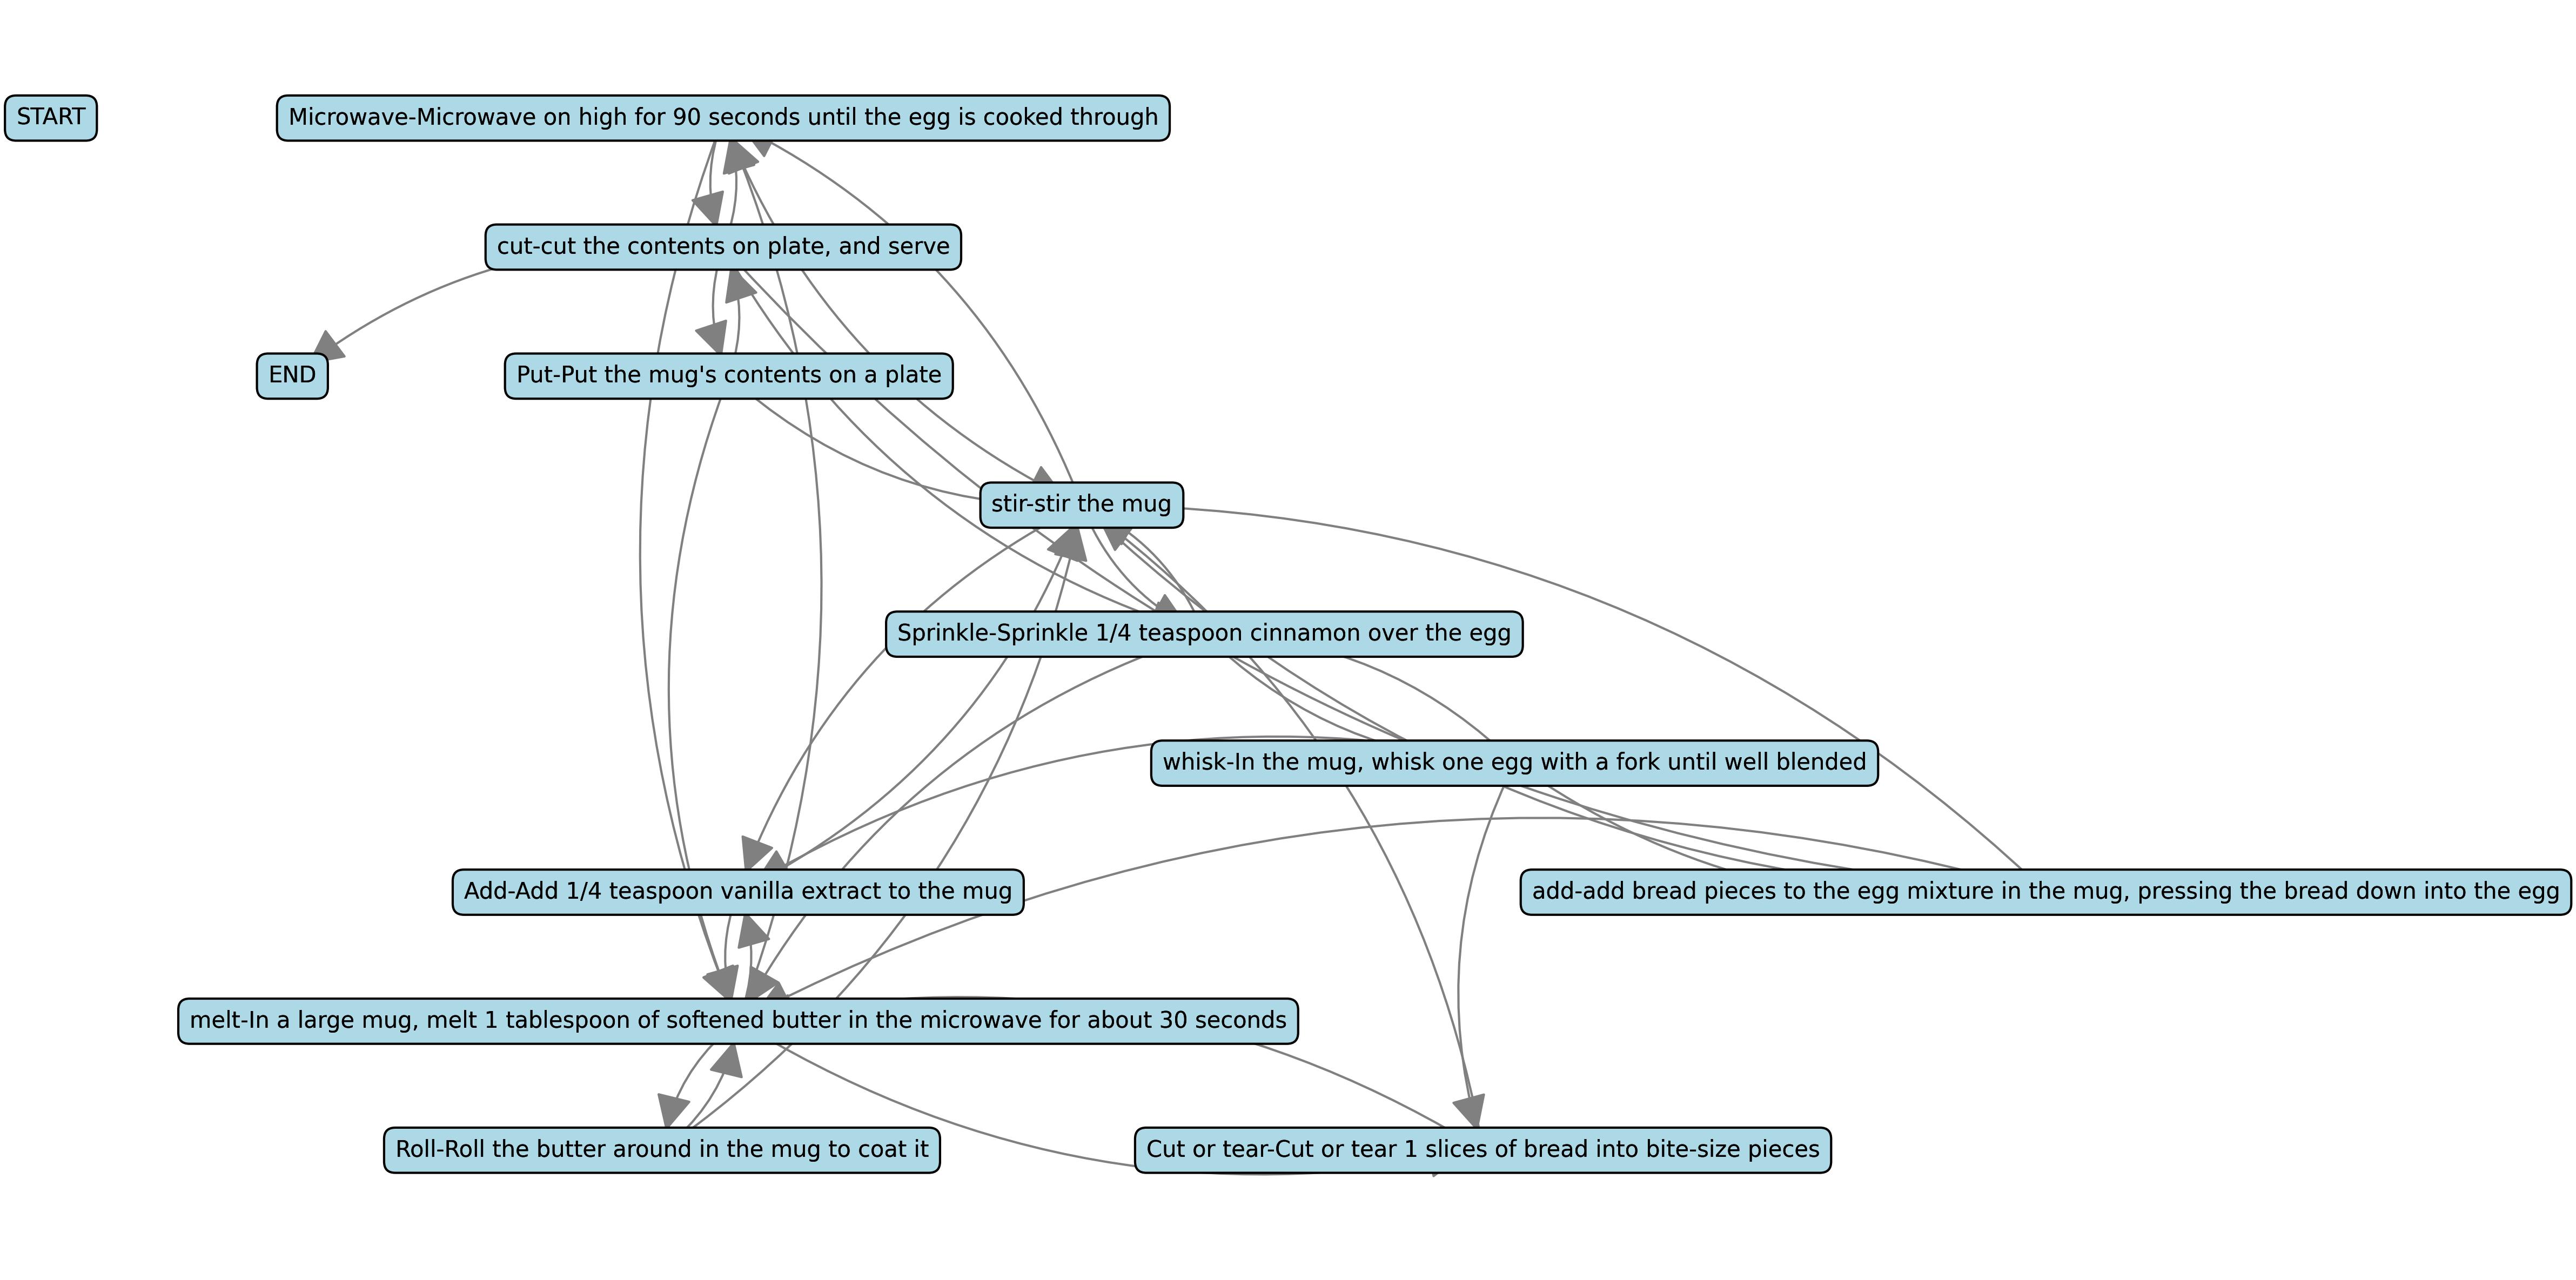 START
Microwave-Microwave on high for 90 seconds until the egg is cooked through
cut-cut the contents on plate, and serve
END
Put-Put the mug's contents on a plate
stir-stir the mug
Sprinkle-Sprinkle 1/4 teaspoon cinnamon over the egg
whisk-In the mug, whisk one egg with a fork until well blended
Add-Add 1/4 teaspoon vanilla extract to the mug
add-add bread pieces to the egg mixture in the mug, pressing the bread down into the egg
melt-In a large mug, melt 1 tablespoon of softened butter in the microwave for about 30 seconds
Roll-Roll the butter around in the mug to coat it
Cut or tear-Cut or tear 1 slices of bread into bite-size pieces